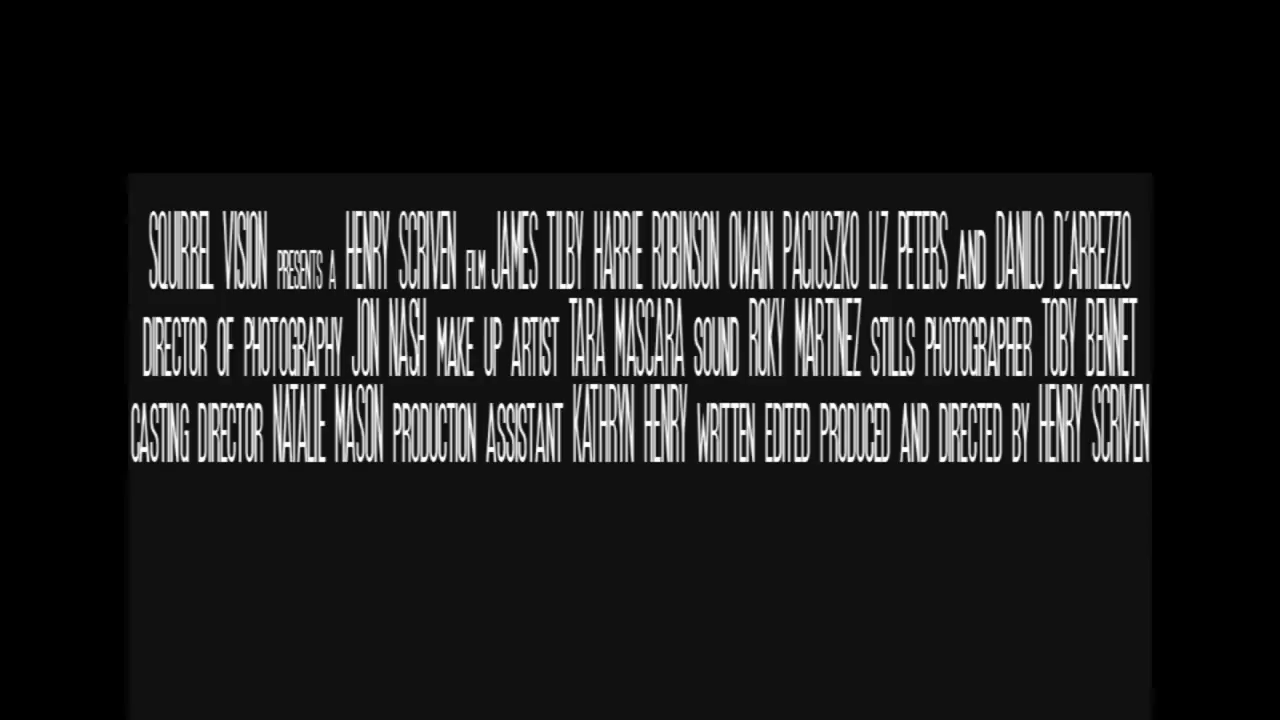 SQUIRREL VISION PRESENTS A HENRY SCRIVEN FILM JAMES TILBY HARRIE ROBINSON OWAIN PACIUSZKO LIZ PETERS AND DANILO D'ARREZZO
DIRECTOR OF PHOTOGRAPHY JON NASH MAKE UP ARTIST TARA MASCARA SOUND ROKY MARTINEZ STILLS PHOTOGRAPHER TOBY BENNET
CASTING DIRECTOR NATALIE MASON PRODUCTION ASSISTANT KATHRYN HENRY WRITTEN EDITED PRODUCED AND DIRECTED BY HENRY SCRIVEN